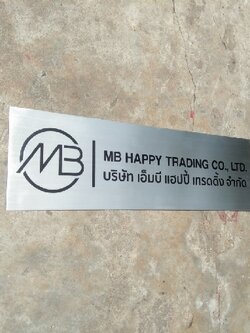 MB
MB HAPPY TRADING CO., LTD.
บริษัท เอ็มบี แฮปปี้ เทรดดิ้ง จำกัด